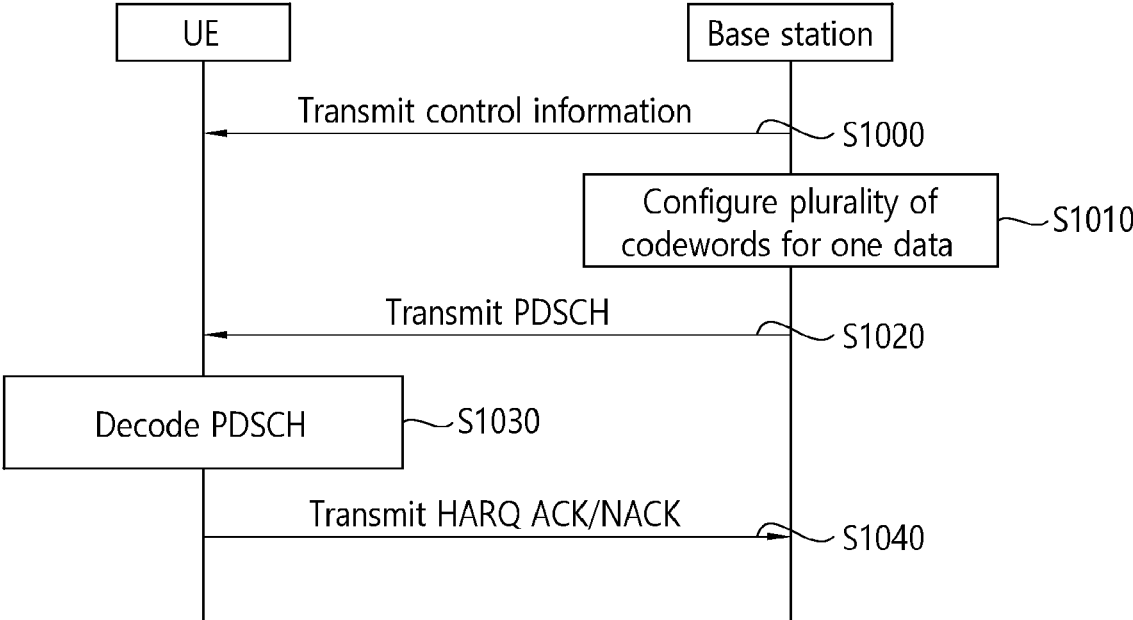 UE
Base station
Transmit control information
S1000
Configure plurality of
codewords for one data
S1010
Transmit PDSCH
S1020
Decode PDSCH
S1030
Transmit HARQ ACK/NACK
S1040